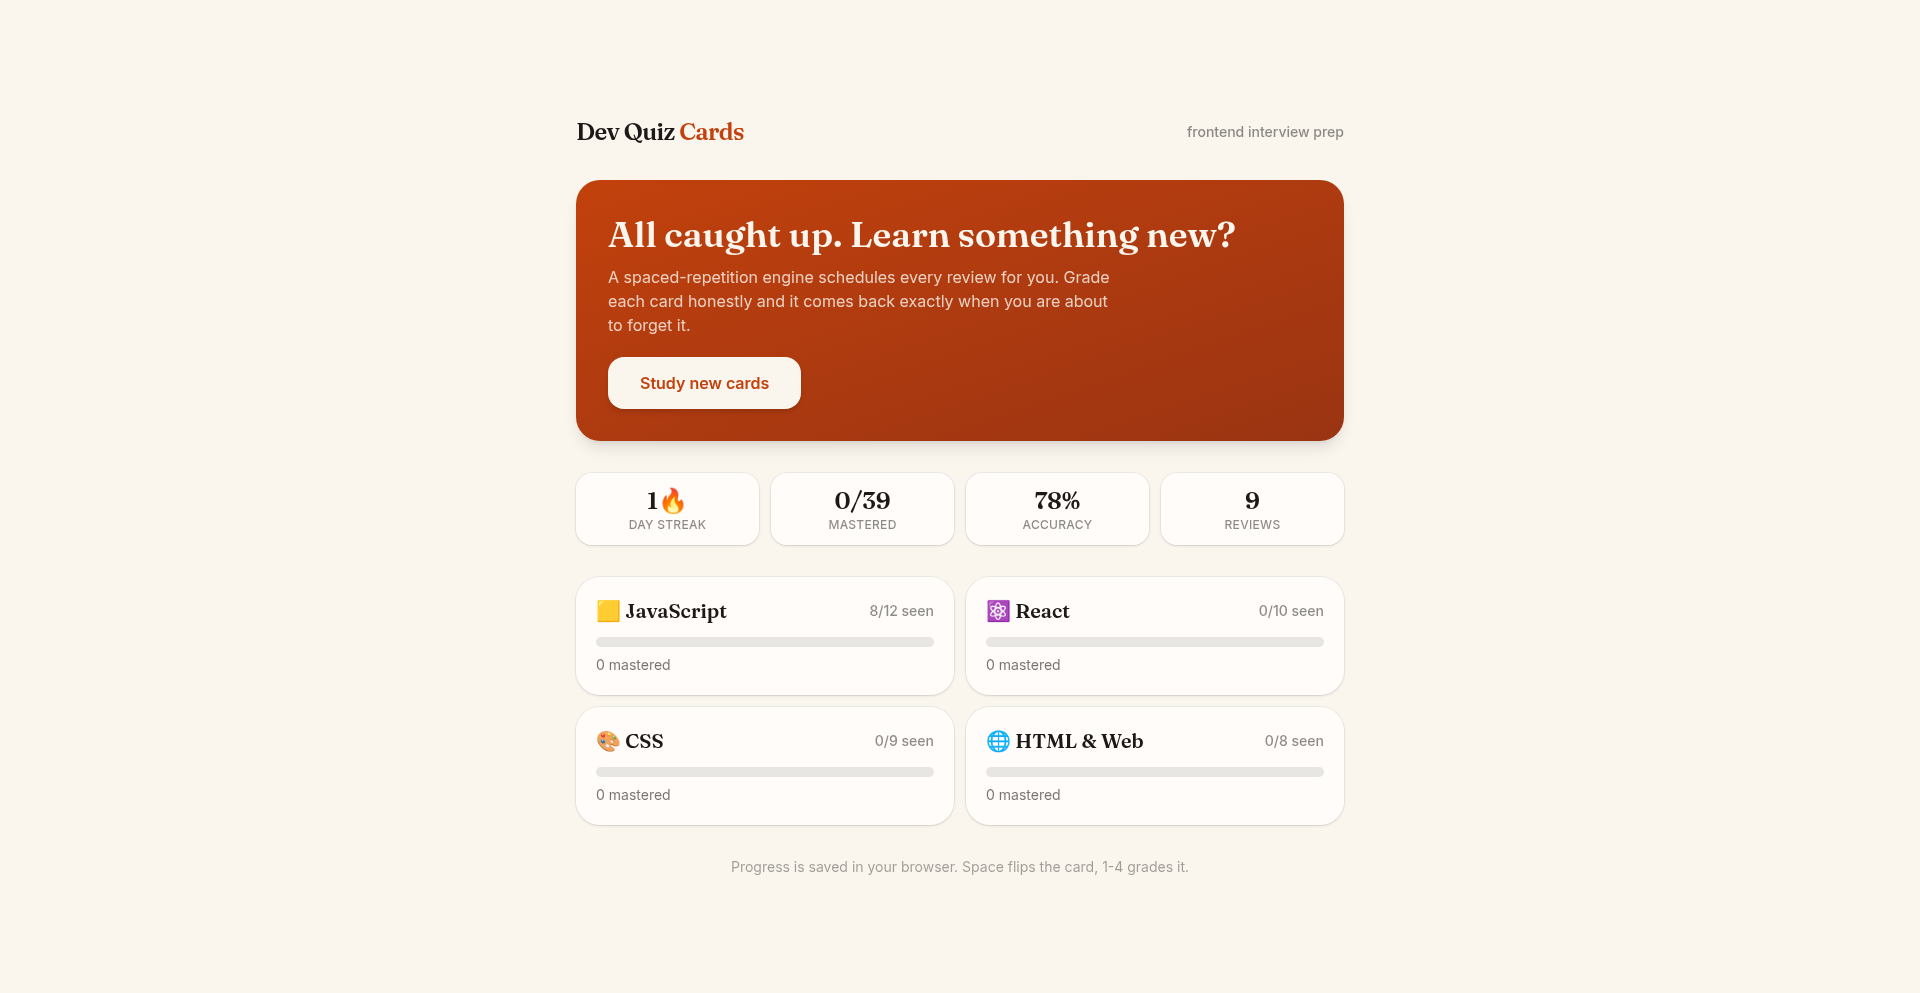 Dev Quiz Cards
frontend interview prep
All caught up. Learn something new?
A spaced-repetition engine schedules every review for you. Grade
each card honestly and it comes back exactly when you are about
to forget it.
Study new cards
1🔥
DAY STREAK
0/39
MASTERED
78%
ACCURACY
9
REVIEWS
🟨 JavaScript
8/12 seen
0 mastered
⚛️ React
0/10 seen
0 mastered
🎨 CSS
0/9 seen
0 mastered
🌐 HTML & Web
0/8 seen
0 mastered
Progress is saved in your browser. Space flips the card, 1-4 grades it.